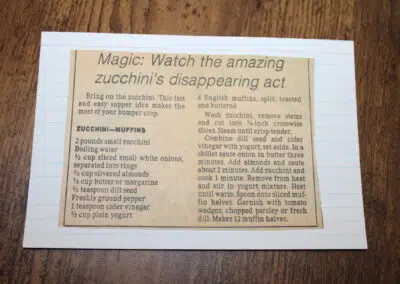 Magic: Watch the amazing
zucchini's disappearing act
Bring on the zucchini. This fast
and easy supper idea makes the
most of your bumper crop.
ZUCCHINI—MUFFINS
2 pounds small zucchini
Boiling water
½ cup sliced small white onions,
separated into rings
½ cup slivered almonds
¼ cup butter or margarine
½ teaspoon dill seed
Freshly ground pepper
1 teaspoon cider vinegar
½ cup plain yogurt
6 English muffins, split, toasted
and buttered
Wash zucchini, remove stems
and cut into ¼-inch crosswise
slices. Steam until crisp tender.
Combine dill seed and cider
vinegar with yogurt; set aside. In a
skillet saute onion in butter three
minutes. Add almonds and saute
about 2 minutes. Add zucchini and
cook 1 minute. Remove from heat
and stir in yogurt mixture. Heat
until warm. Spoon onto sliced muf-
fin halves. Garnish with tomato
wedges, chopped parsley or fresh
dill. Makes 12 muffin halves.